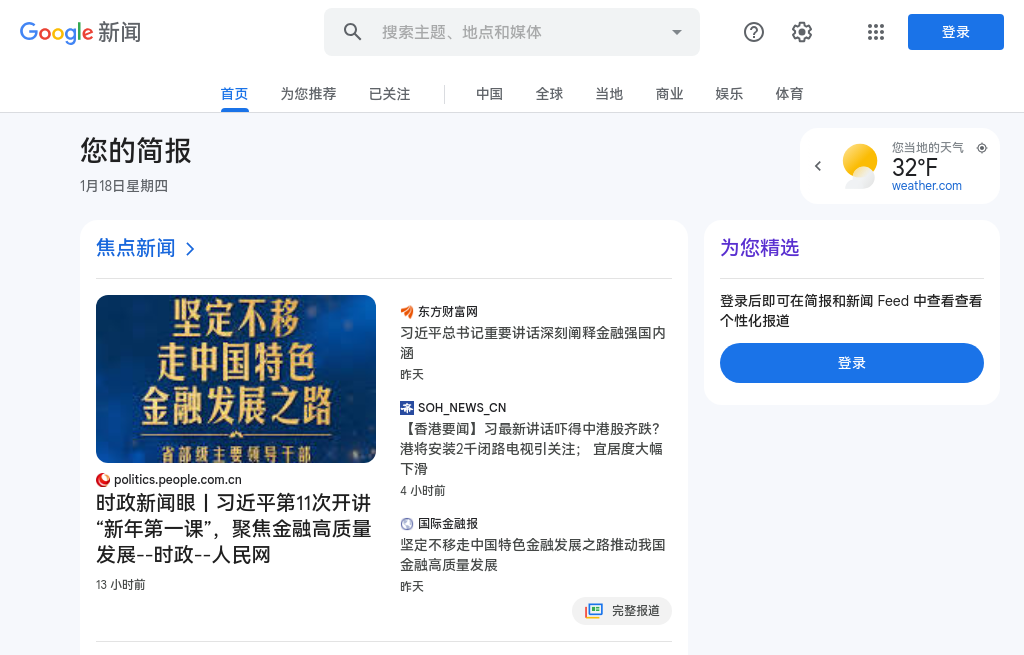 Google 新闻
搜索主题、地点和媒体
登录
首页
为您推荐
已关注
中国
全球
当地
商业
娱乐
体育
您的简报
1月18日星期四
您当地的天气
32°F
weather.com
焦点新闻
坚定不移
走中国特色
金融发展之路
省部级主要领导干部
politics.people.com.cn
时政新闻眼丨习近平第11次开讲
“新年第一课”，聚焦金融高质量
发展--时政--人民网
13 小时前
东方财富网
习近平总书记重要讲话深刻阐释金融强国内
涵
昨天
SOH_NEWS_CN
【香港要闻】习最新讲话吓得中港股齐跌？
港将安装2千闭路电视引关注； 宜居度大幅
下滑
4 小时前
国际金融报
坚定不移走中国特色金融发展之路推动我国
金融高质量发展
昨天
完整报道
为您精选
登录后即可在简报和新闻 Feed 中查看查看
个性化报道
登录